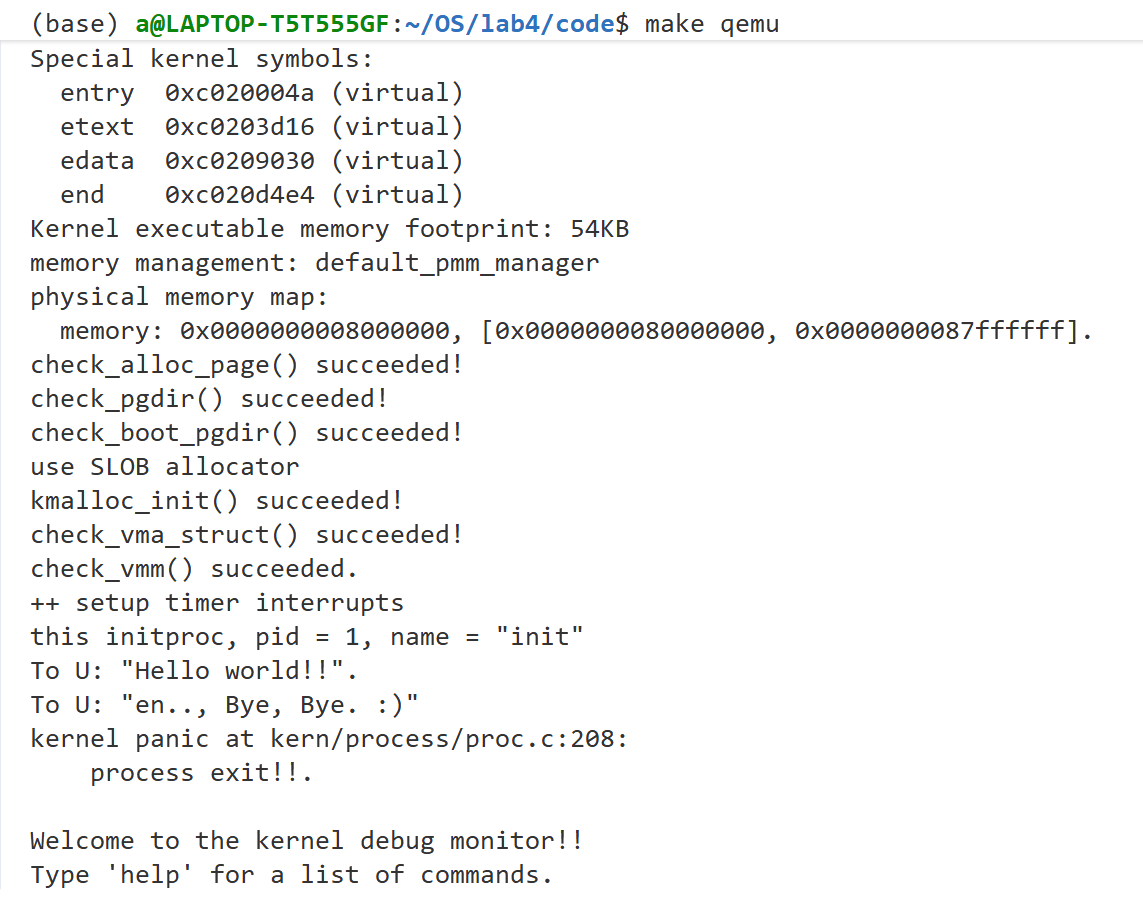 (base) a@LAPTOP-T5T555GF:~/OS/lab4/code$ make qemu
Special kernel symbols:
  entry  0xc020004a (virtual)
  etext  0xc0203d16 (virtual)
  edata  0xc0209030 (virtual)
  end    0xc020d4e4 (virtual)
Kernel executable memory footprint: 54KB
memory management: default_pmm_manager
physical memory map:
  memory: 0x0000000008000000, [0x0000000080000000, 0x0000000087ffffff].
check_alloc_page() succeeded!
check_pgdir() succeeded!
check_boot_pgdir() succeeded!
use SLOB allocator
kmalloc_init() succeeded!
check_vma_struct() succeeded!
check_vmm() succeeded.
++ setup timer interrupts
this initproc, pid = 1, name = "init"
To U: "Hello world!!".
To U: "en.., Bye, Bye. :)"
kernel panic at kern/process/proc.c:208:
    process exit!!.
Welcome to the kernel debug monitor!!
Type 'help' for a list of commands.